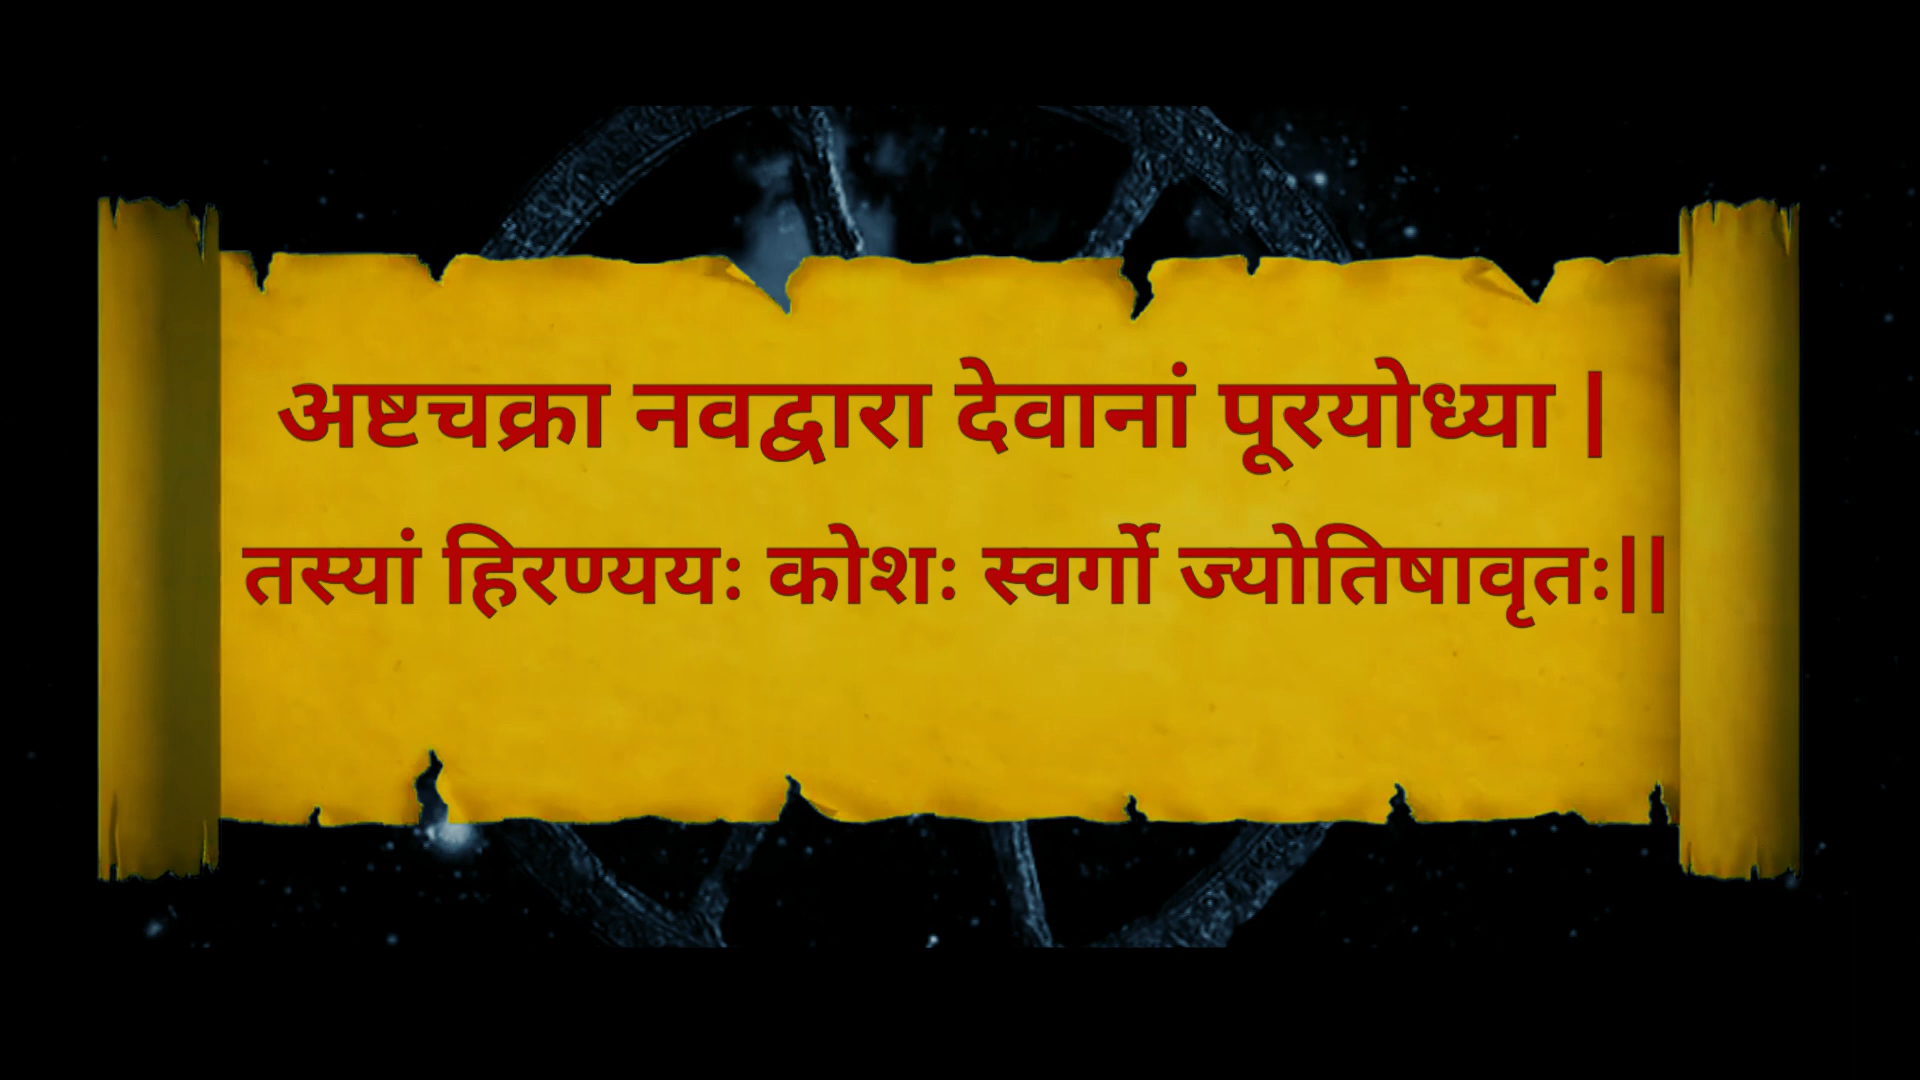 अष्टचक्रा नवद्वारा देवानां पूरयोध्या |
तस्यां हिरण्ययः कोशः स्वर्गो ज्योतिषावृतः||